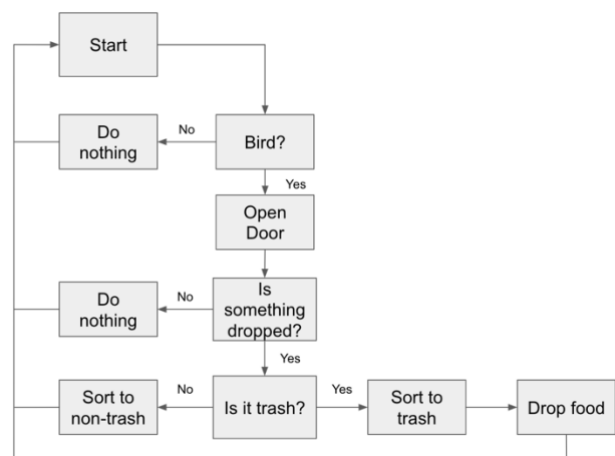 Start
Do
nothing
No
Bird?
Yes
Open
Door
Do
nothing
No
Is
something
dropped?
Yes
Sort to
non-trash
No
Is it trash?
Yes
Sort to
trash
Drop food